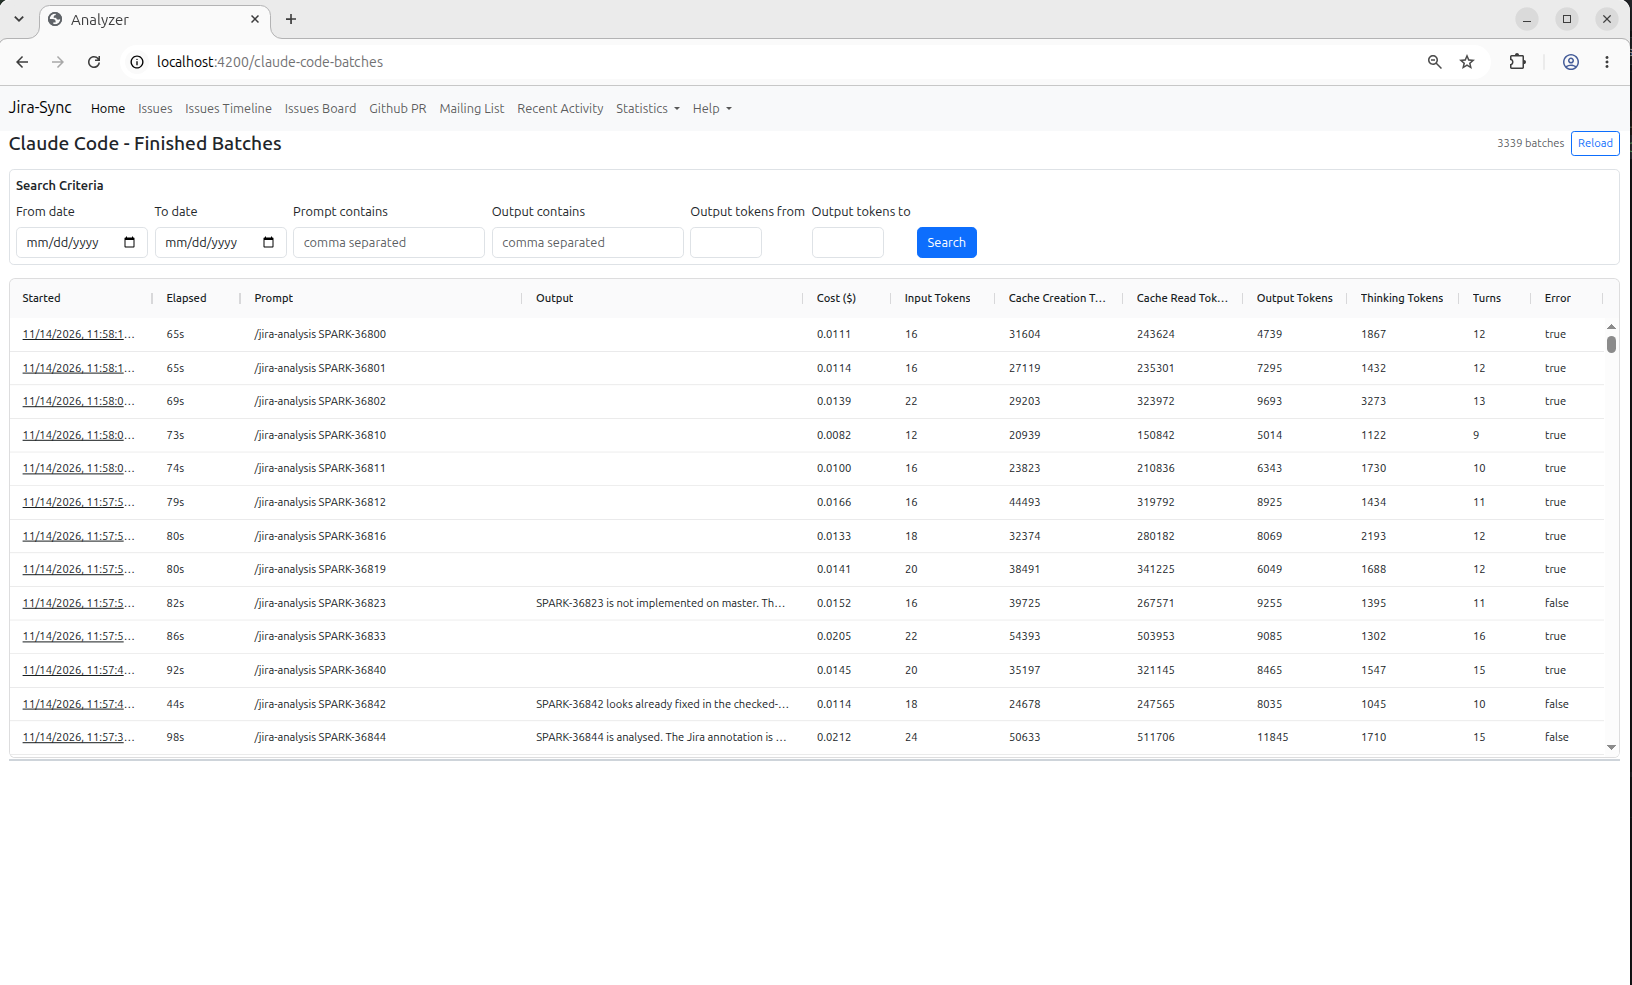 Analyzer
localhost:4200/claude-code-batches
Jira-Sync Home Issues Issues Timeline Issues Board Github PR Mailing List Recent Activity Statistics Help
Claude Code - Finished Batches 3339 batches Reload
Search Criteria
From date To date Prompt contains Output contains Output tokens from Output tokens to
mm/dd/yyyy mm/dd/yyyy comma separated comma separated Search
Started Elapsed Prompt Output Cost ($) Input Tokens Cache Creation T... Cache Read Tok... Output Tokens Thinking Tokens Turns Error
11/14/2026, 11:58:1... 65s /jira-analysis SPARK-36800 0.0111 16 31604 243624 4739 1867 12 true
11/14/2026, 11:58:1... 65s /jira-analysis SPARK-36801 0.0114 16 27119 235301 7295 1432 12 true
11/14/2026, 11:58:0... 69s /jira-analysis SPARK-36802 0.0139 22 29203 323972 9693 3273 13 true
11/14/2026, 11:58:0... 73s /jira-analysis SPARK-36810 0.0082 12 20939 150842 5014 1122 9 true
11/14/2026, 11:58:0... 74s /jira-analysis SPARK-36811 0.0100 16 23823 210836 6343 1730 10 true
11/14/2026, 11:57:5... 79s /jira-analysis SPARK-36812 0.0166 16 44493 319792 8925 1434 11 true
11/14/2026, 11:57:5... 80s /jira-analysis SPARK-36816 0.0133 18 32374 280182 8069 2193 12 true
11/14/2026, 11:57:5... 80s /jira-analysis SPARK-36819 0.0141 20 38491 341225 6049 1688 12 true
11/14/2026, 11:57:5... 82s /jira-analysis SPARK-36823 SPARK-36823 is not implemented on master. Th... 0.0152 16 39725 267571 9255 1395 11 false
11/14/2026, 11:57:5... 86s /jira-analysis SPARK-36833 0.0205 22 54393 503953 9085 1302 16 true
11/14/2026, 11:57:4... 92s /jira-analysis SPARK-36840 0.0145 20 35197 321145 8465 1547 15 true
11/14/2026, 11:57:4... 44s /jira-analysis SPARK-36842 SPARK-36842 looks already fixed in the checked-... 0.0114 18 24678 247565 8035 1045 10 false
11/14/2026, 11:57:3... 98s /jira-analysis SPARK-36844 SPARK-36844 is analysed. The Jira annotation is ... 0.0212 24 50633 511706 11845 1710 15 false